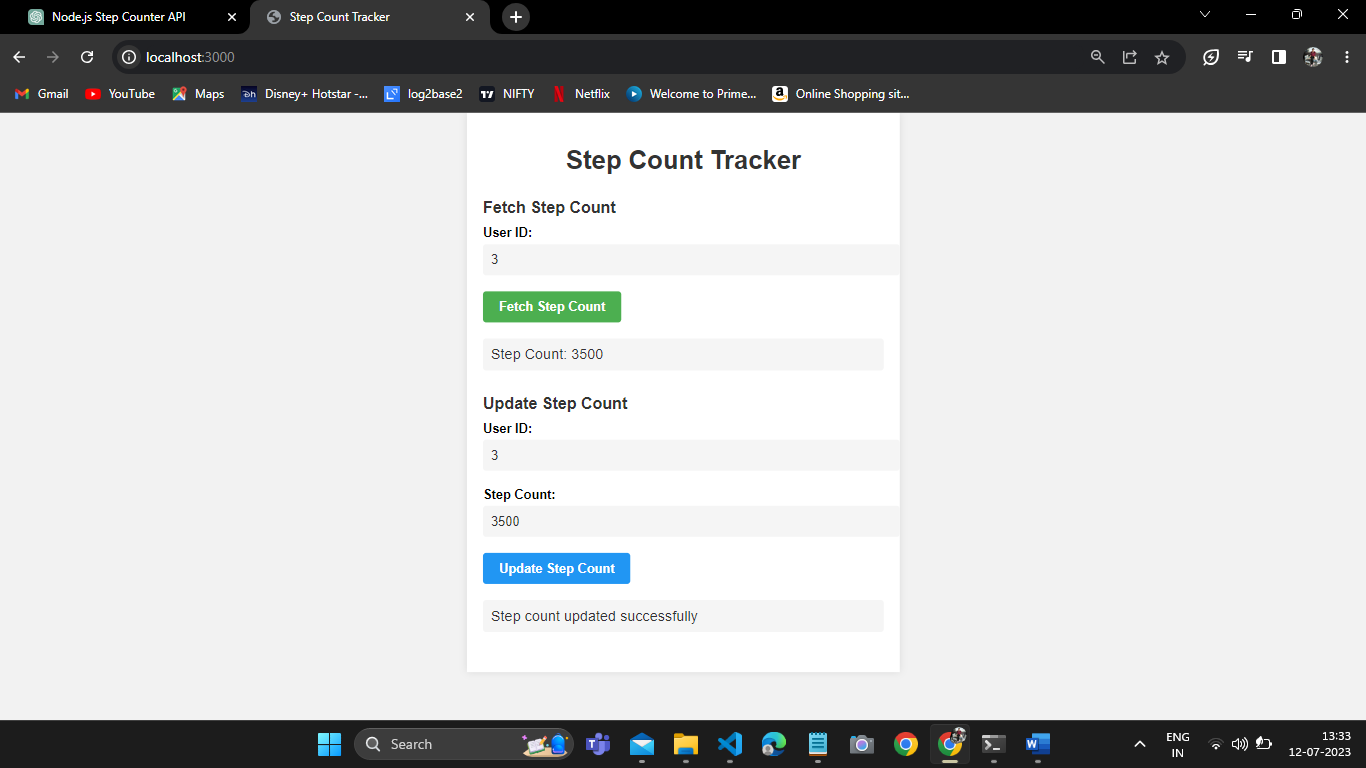 Node.js Step Counter API
Step Count Tracker
localhost:3000
Gmail
YouTube
Maps
Disney+ Hotstar -...
log2base2
NIFTY
Netflix
Welcome to Prime...
Online Shopping sit...
Step Count Tracker
Fetch Step Count
User ID:
3
Fetch Step Count
Step Count: 3500
Update Step Count
User ID:
3
Step Count:
3500
Update Step Count
Step count updated successfully
Search
ENG
IN
13:33
12-07-2023